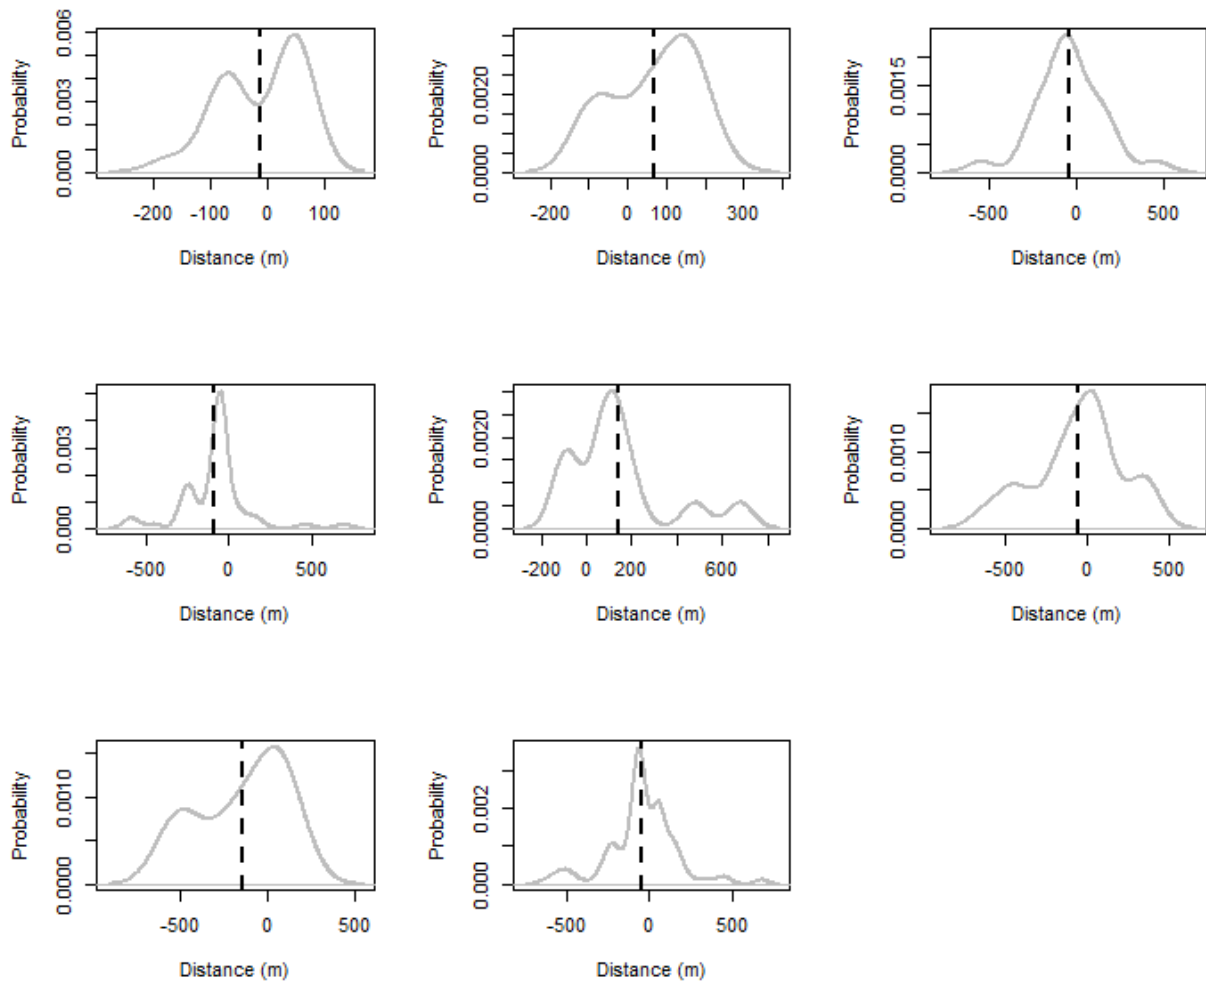 Probability
0.000 0.003 0.006
-200 -100 0 100
Distance (m)
Probability
0.0000 0.0020
-200 0 100 300
Distance (m)
Probability
0.0000 0.0015
-500 0 500
Distance (m)
Probability
0.000 0.003
-500 0 500
Distance (m)
Probability
0.0000 0.0020
-200 0 200 600
Distance (m)
Probability
0.0000 0.0010
-500 0 500
Distance (m)
Probability
0.0000 0.0010
-500 0 500
Distance (m)
Probability
0.000 0.002
-500 0 500
Distance (m)